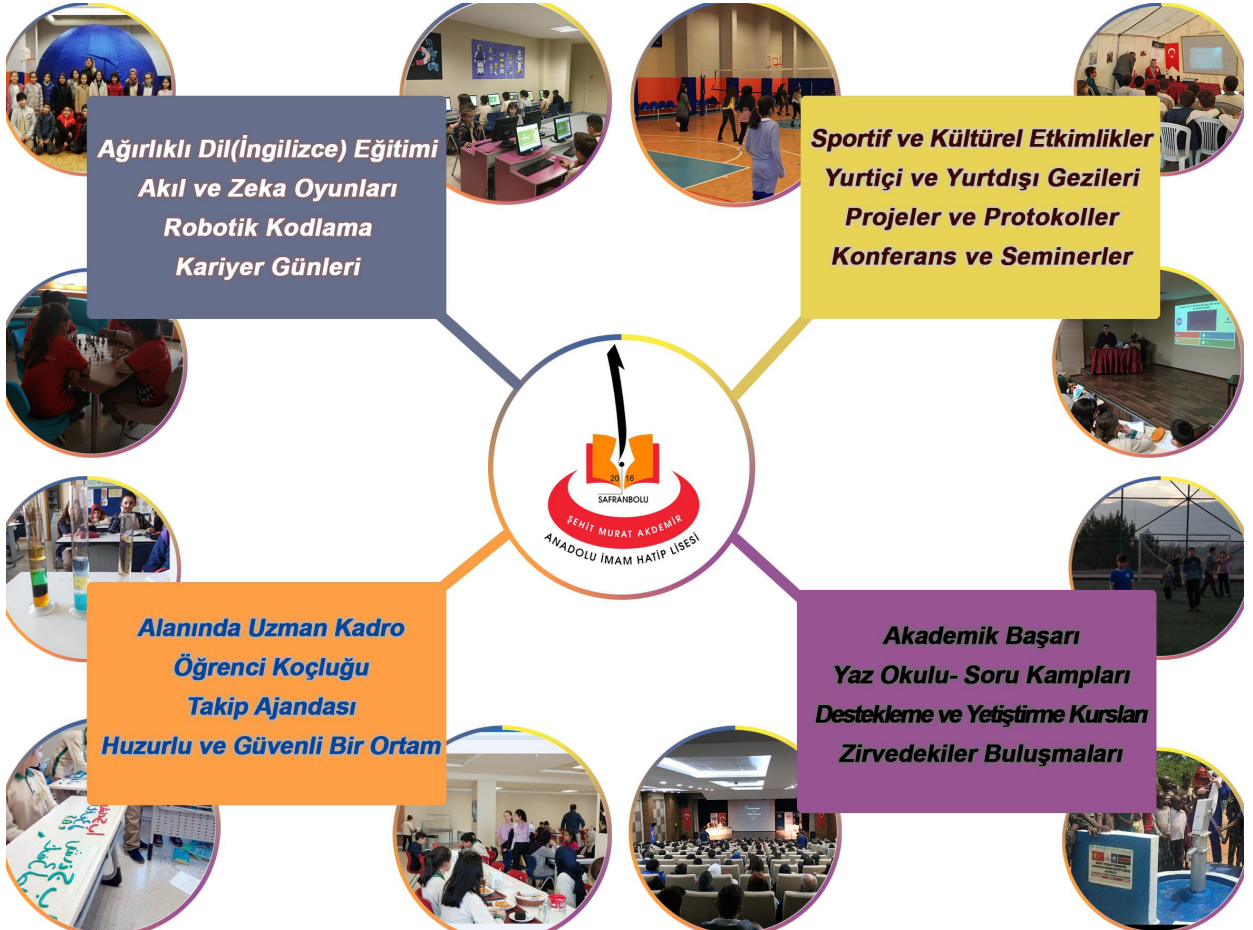 Ağırlıklı Dil(İngilizce) Eğitimi
Akıl ve Zeka Oyunları
Robotik Kodlama
Kariyer Günleri
Sportif ve Kültürel Etkimlikler
Yurtiçi ve Yurtdışı Gezileri
Projeler ve Protokoller
Konferans ve Seminerler
2016
SAFRANBOLU
ŞEHİT MURAT AKDEMİR
ANADOLU İMAM HATİP LİSESİ
Alanında Uzman Kadro
Öğrenci Koçluğu
Takip Ajandası
Huzurlu ve Güvenli Bir Ortam
Akademik Başarı
Yaz Okulu- Soru Kampları
Destekleme ve Yetiştirme Kursları
Zirvedekiler Buluşmaları